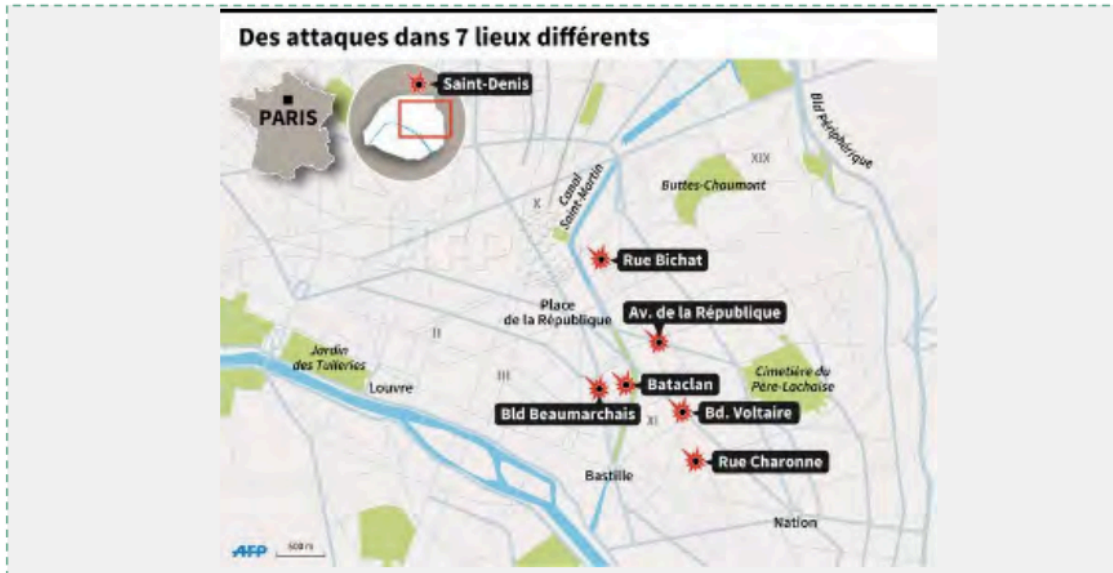 Des attaques dans 7 lieux différents
Saint-Denis
PARIS
Bld Périphérique
XIX
Buttes-Chaumont
Canal
Saint-Martin
X
Rue Bichat
Place
de la République
Av. de la République
II
Jardin
des Tuileries
Louvre
III
Bataclan
Cimetière du
Père-Lachaise
Bld Beaumarchais
XI
Bd. Voltaire
Rue Charonne
Bastille
Nation
AFP
500 m